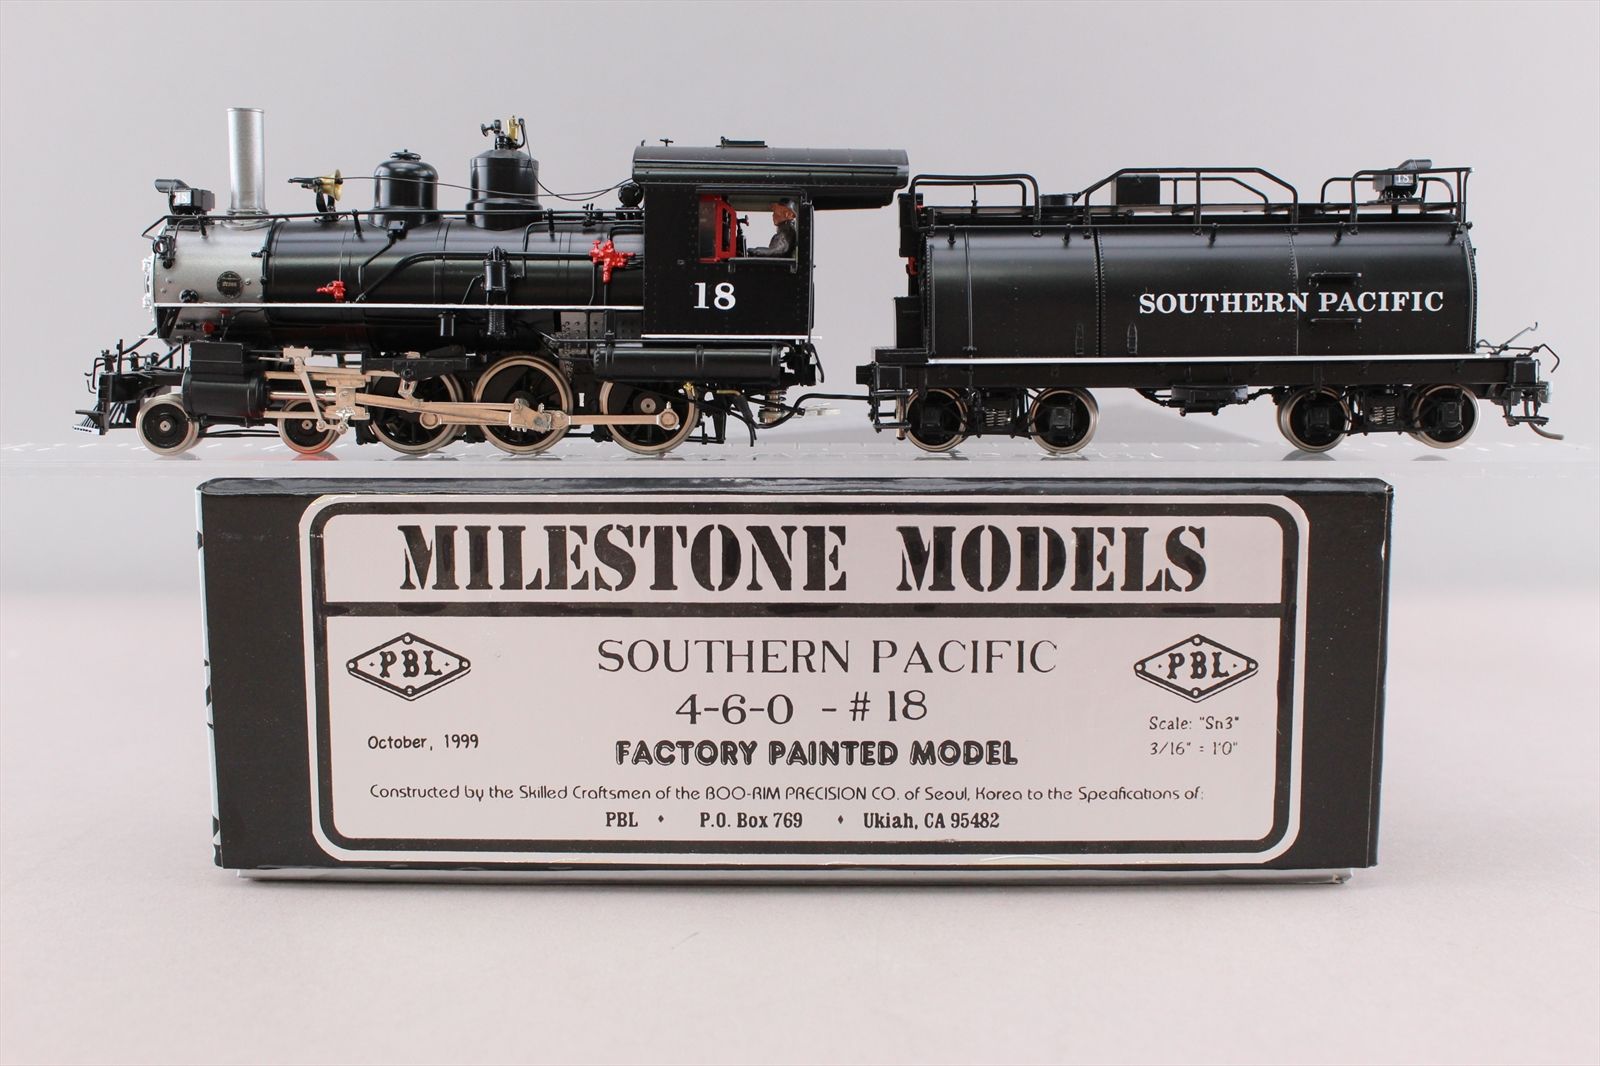 18
18
SOUTHERN PACIFIC
MILESTONE MODELS
PBL
SOUTHERN PACIFIC
PBL
4-6-0 - # 18
October, 1999
FACTORY PAINTED MODEL
Scale: "Sn3"
3/16" = 1'0"
Constructed by the Skilled Craftsmen of the BOO-RIM PRECISION CO. of Seoul, Korea to the Specifications of:
PBL ♦ P.O. Box 769 ♦ Ukiah, CA 95482